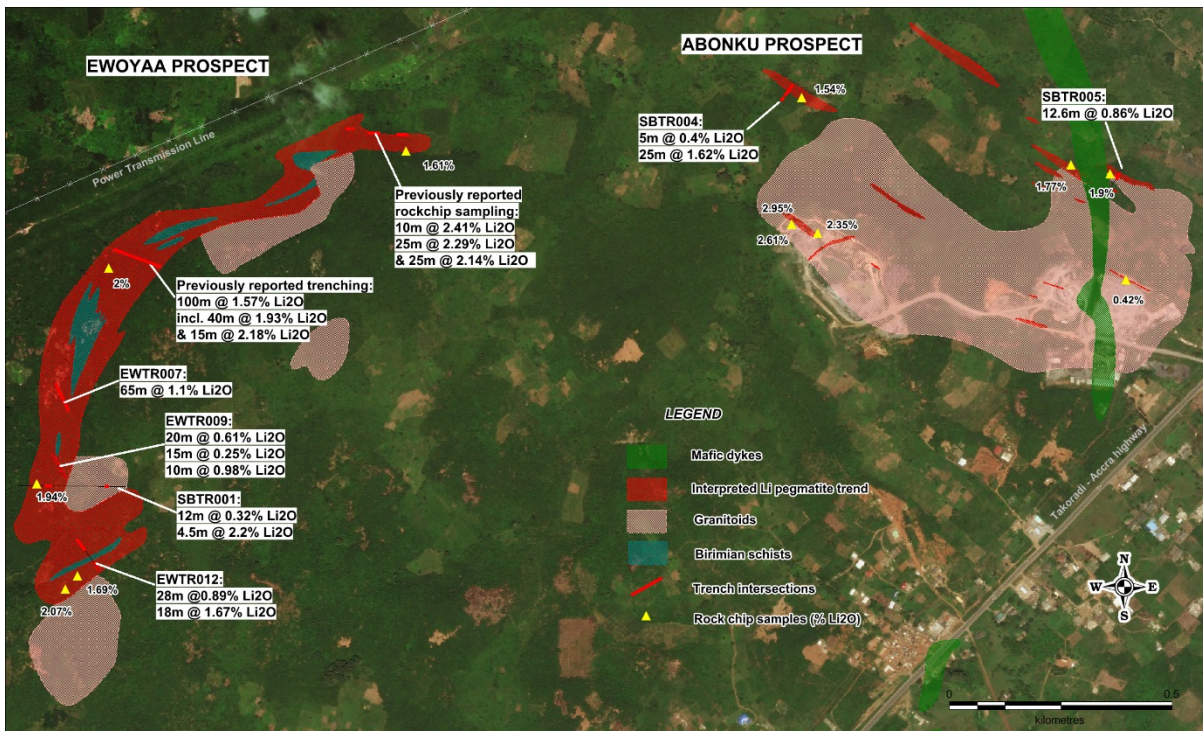 EWOYAA PROSPECT
ABONKU PROSPECT
Power Transmission Line
1.61%
Previously reported
rockchip sampling:
10m @ 2.41% Li2O
25m @ 2.29% Li2O
& 25m @ 2.14% Li2O
2%
Previously reported trenching:
100m @ 1.57% Li2O
incl. 40m @ 1.93% Li2O
& 15m @ 2.18% Li2O
EWTR007:
65m @ 1.1% Li2O
EWTR009:
20m @ 0.61% Li2O
15m @ 0.25% Li2O
10m @ 0.98% Li2O
1.94%
SBTR001:
12m @ 0.32% Li2O
4.5m @ 2.2% Li2O
EWTR012:
28m @0.89% Li2O
18m @ 1.67% Li2O
1.69%
2.07%
1.54%
SBTR004:
5m @ 0.4% Li2O
25m @ 1.62% Li2O
SBTR005:
12.6m @ 0.86% Li2O
1.77%
1.9%
2.95%
2.35%
2.61%
0.42%
LEGEND
Mafic dykes
Interpreted Li pegmatite trend
Granitoids
Birimian schists
Trench intersections
Rock chip samples (% Li2O)
Takoradi - Accra highway
N
W E
S
0 0.5
kilometres